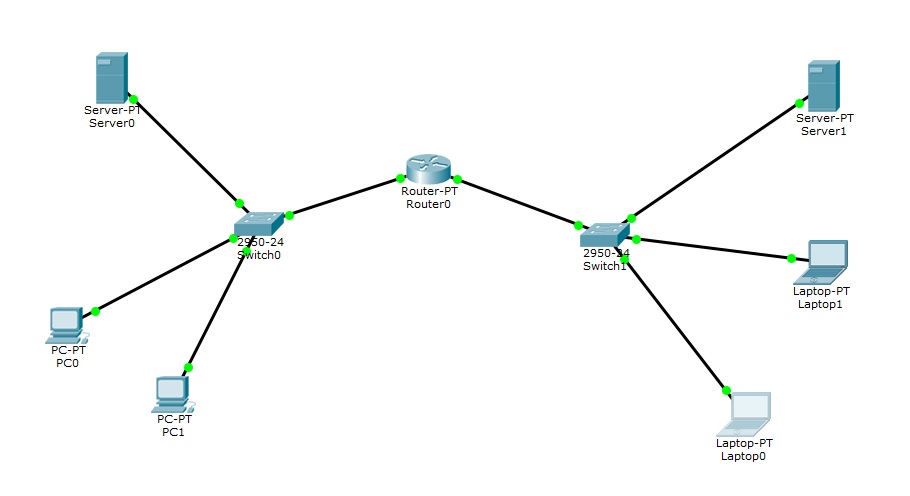 Server-PT
Server0
Server-PT
Server1
Router-PT
Router0
2950-24
Switch0
2950-24
Switch1
Laptop-PT
Laptop1
PC-PT
PC0
PC-PT
PC1
Laptop-PT
Laptop0